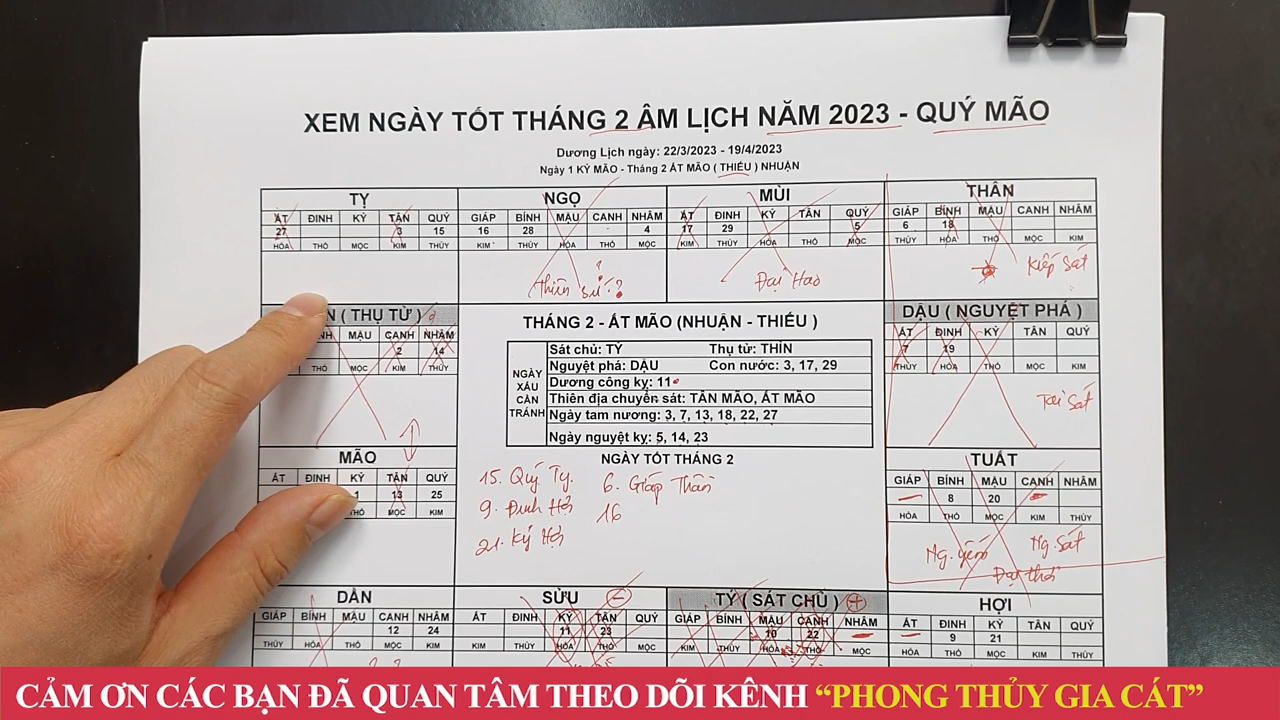 XEM NGÀY TỐT THÁNG 2 ÂM LỊCH NĂM 2023 - QUÝ MÃO
Dương Lịch ngày: 22/3/2023 - 19/4/2023
Ngày 1 KỶ MÃO - Tháng 2 ẤT MÃO ( THIẾU ) NHUẬN
TỴ NGỌ MÙI THÂN
ẤT ĐINH KỶ TÂN QUÝ GIÁP BÍNH MẬU CANH NHÂM ẤT ĐINH KỶ TÂN QUÝ GIÁP BÍNH MẬU CANH NHÂM
27 3 15 16 28 4 17 29 5 6 18
HỎA THỔ MỘC KIM THỦY KIM THỦY HỎA THỔ MỘC KIM THỦY HỎA THỔ MỘC THỦY HỎA THỔ MỘC KIM
Thiên sứ? Đại Hao Kiếp Sát
N ( THỤ TỬ ) THÁNG 2 - ẤT MÃO (NHUẬN - THIẾU ) DẬU ( NGUYỆT PHÁ )
INH MẬU CANH NHÂM ẤT ĐINH KỶ TÂN QUÝ
2 14 7 19
THỔ MỘC KIM THỦY THỦY HỎA THỔ MỘC KIM
NGÀY XẤU CẦN TRÁNH
Sát chủ: TÝ Thụ tử: THÌN
Nguyệt phá: DẬU Con nước: 3, 17, 29
Dương công kỵ: 11
Thiên địa chuyển sát: TÂN MÃO, ẤT MÃO
Ngày tam nương: 3, 7, 13, 18, 22, 27
Ngày nguyệt kỵ: 5, 14, 23
Tai Sát
MÃO NGÀY TỐT THÁNG 2 TUẤT
ẤT ĐINH KỶ TÂN QUÝ GIÁP BÍNH MẬU CANH NHÂM
1 13 25 8 20
THỔ MỘC KIM HỎA THỔ MỘC KIM THỦY
15. Quý Tỵ. 6. Giáp Thân
9. Đinh Hợi 16
21. Kỷ Hợi
Ng. yếm Ng. Sát
Đại thời
DẦN SỬU TÝ ( SÁT CHỦ ) HỢI
GIÁP BÍNH MẬU CANH NHÂM ẤT ĐINH KỶ TÂN QUÝ GIÁP BÍNH MẬU CANH NHÂM ẤT ĐINH KỶ TÂN QUÝ
12 24 11 23 10 22 9 21
THỦY HỎA THỔ MỘC KIM KIM THỦY HỎA THỔ MỘC KIM THỦY HỎA THỔ MỘC HỎA THỔ MỘC KIM THỦY
CẢM ƠN CÁC BẠN ĐÃ QUAN TÂM THEO DÕI KÊNH “PHONG THỦY GIA CÁT”